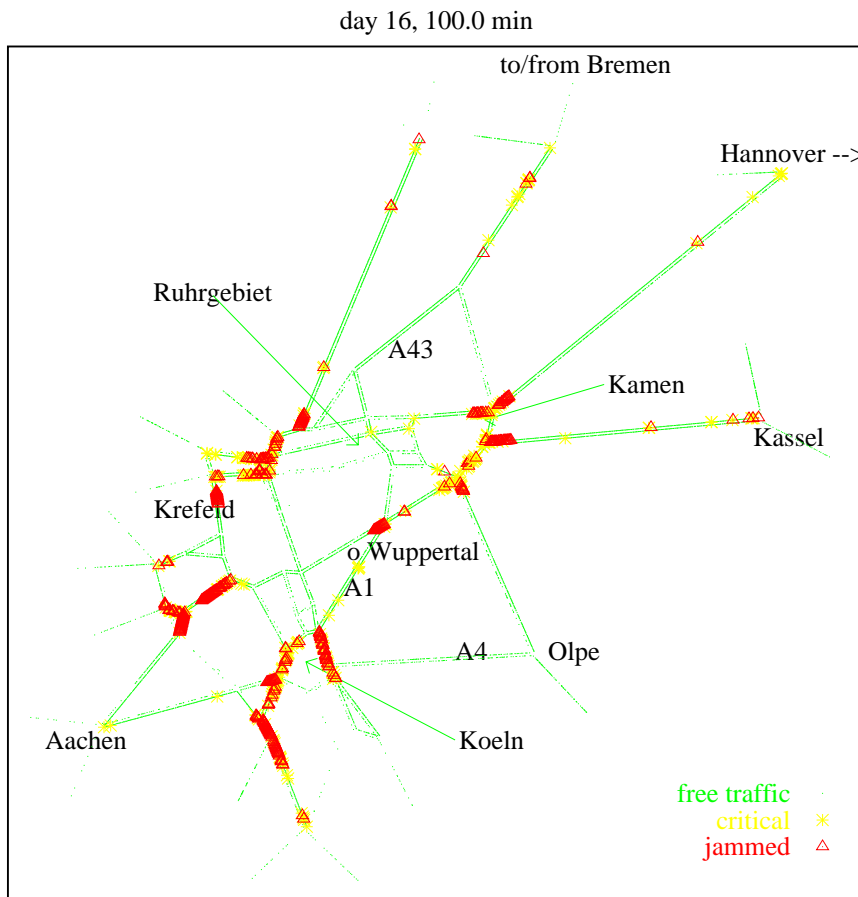 day 16, 100.0 min
to/from Bremen
Hannover -->
Ruhrgebiet
A43
Kamen
Kassel
Krefeld
o Wuppertal
A1
A4
Olpe
Aachen
Koeln
free traffic
critical
jammed